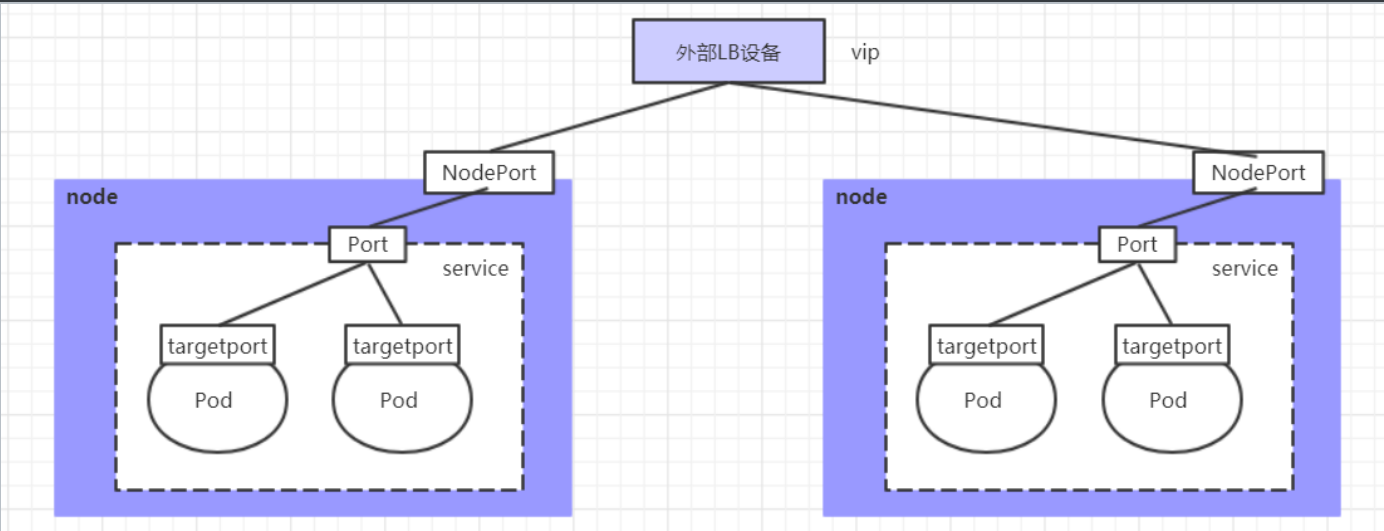 外部LB设备
vip
NodePort
NodePort
node
node
Port
Port
service
service
targetport
targetport
targetport
targetport
Pod
Pod
Pod
Pod